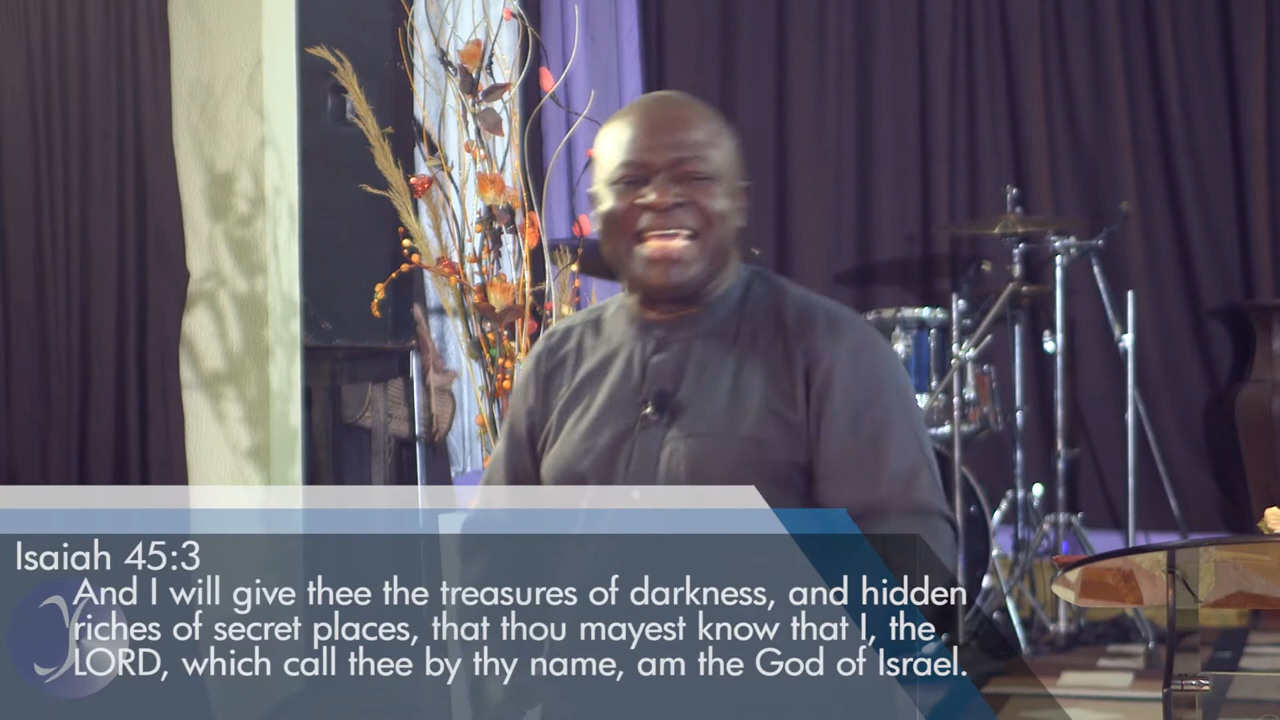 Isaiah 45:3
And I will give thee the treasures of darkness, and hidden
riches of secret places, that thou mayest know that I, the
LORD, which call thee by thy name, am the God of Israel.